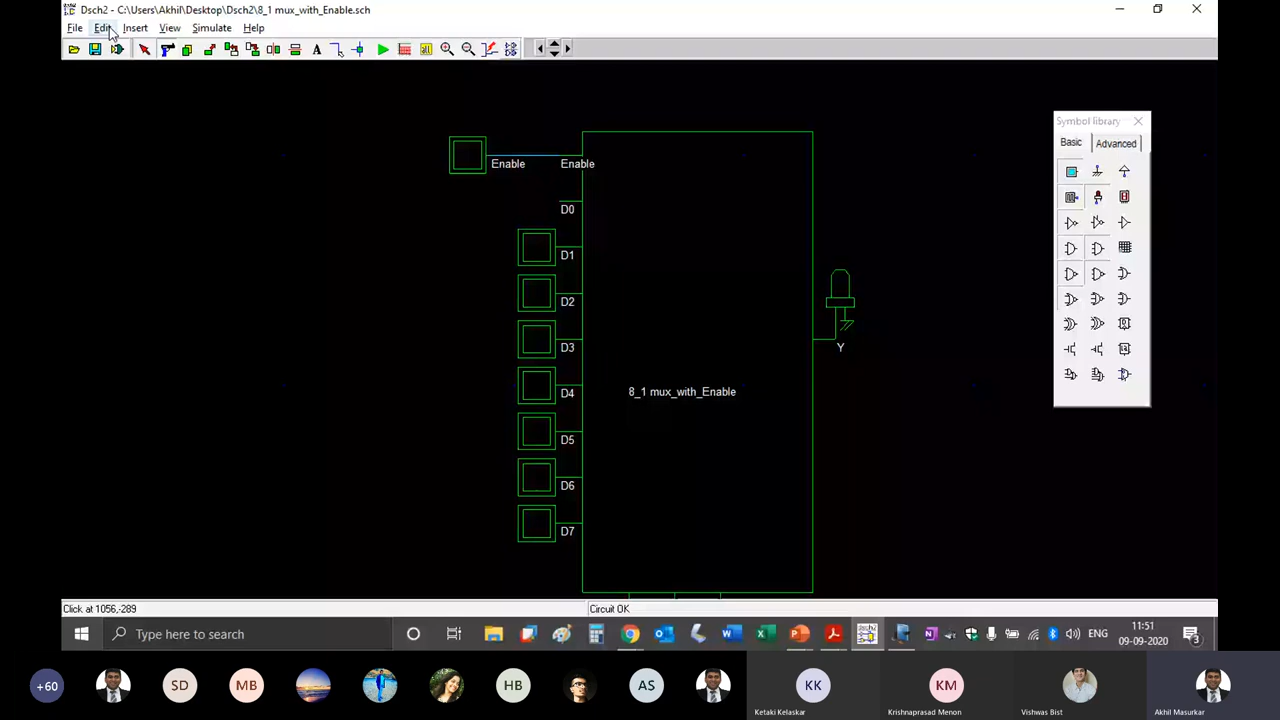 Dsch2 - C:\Users\Akhil\Desktop\Dsch2\8_1 mux_with_Enable.sch
File Edit Insert View Simulate Help
A
Symbol library
Basic Advanced
Enable Enable
D0
D1
D2
D3
D4
D5
D6
D7
8_1 mux_with_Enable
Y
Click at 1056,-289 Circuit OK
Type here to search
ENG
11:51
09-09-2020
3
+60 SD MB HB AS KK KM
Ketaki Kelaskar Krishnaprasad Menon Vishwas Bist Akhil Masurkar